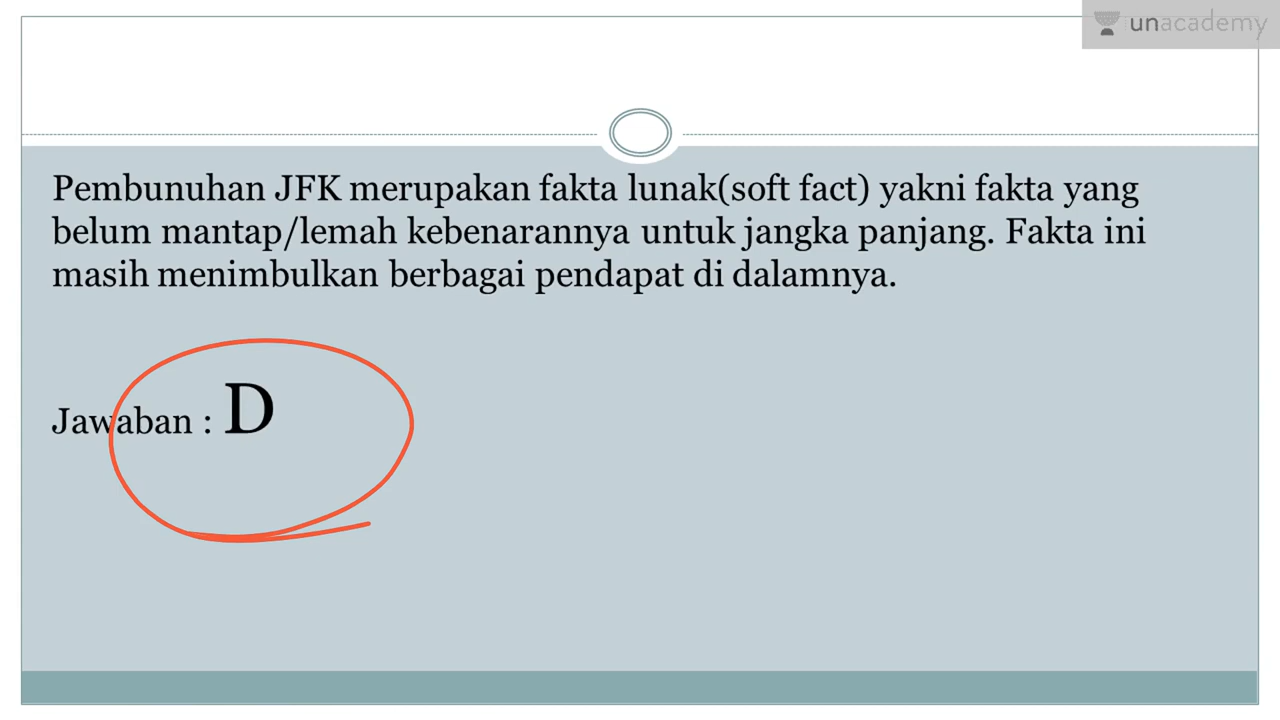 unacademy
Pembunuhan JFK merupakan fakta lunak(soft fact) yakni fakta yang
belum mantap/lemah kebenarannya untuk jangka panjang. Fakta ini
masih menimbulkan berbagai pendapat di dalamnya.
Jawaban : D